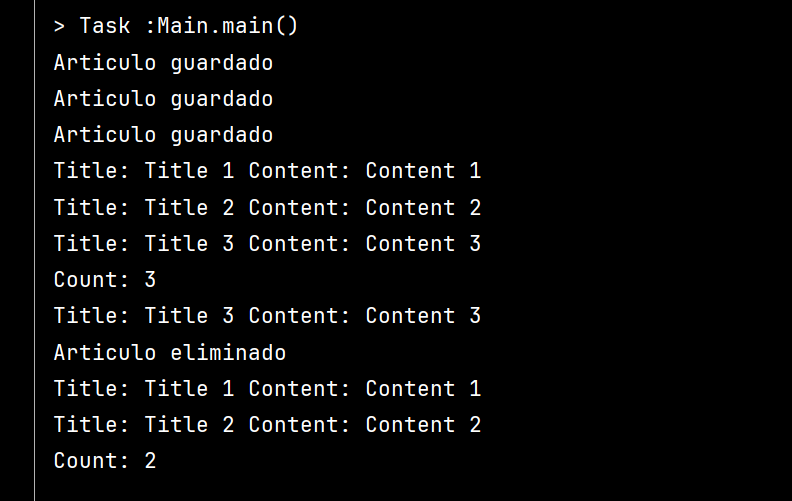 > Task :Main.main()
Articulo guardado
Articulo guardado
Articulo guardado
Title: Title 1 Content: Content 1
Title: Title 2 Content: Content 2
Title: Title 3 Content: Content 3
Count: 3
Title: Title 3 Content: Content 3
Articulo eliminado
Title: Title 1 Content: Content 1
Title: Title 2 Content: Content 2
Count: 2